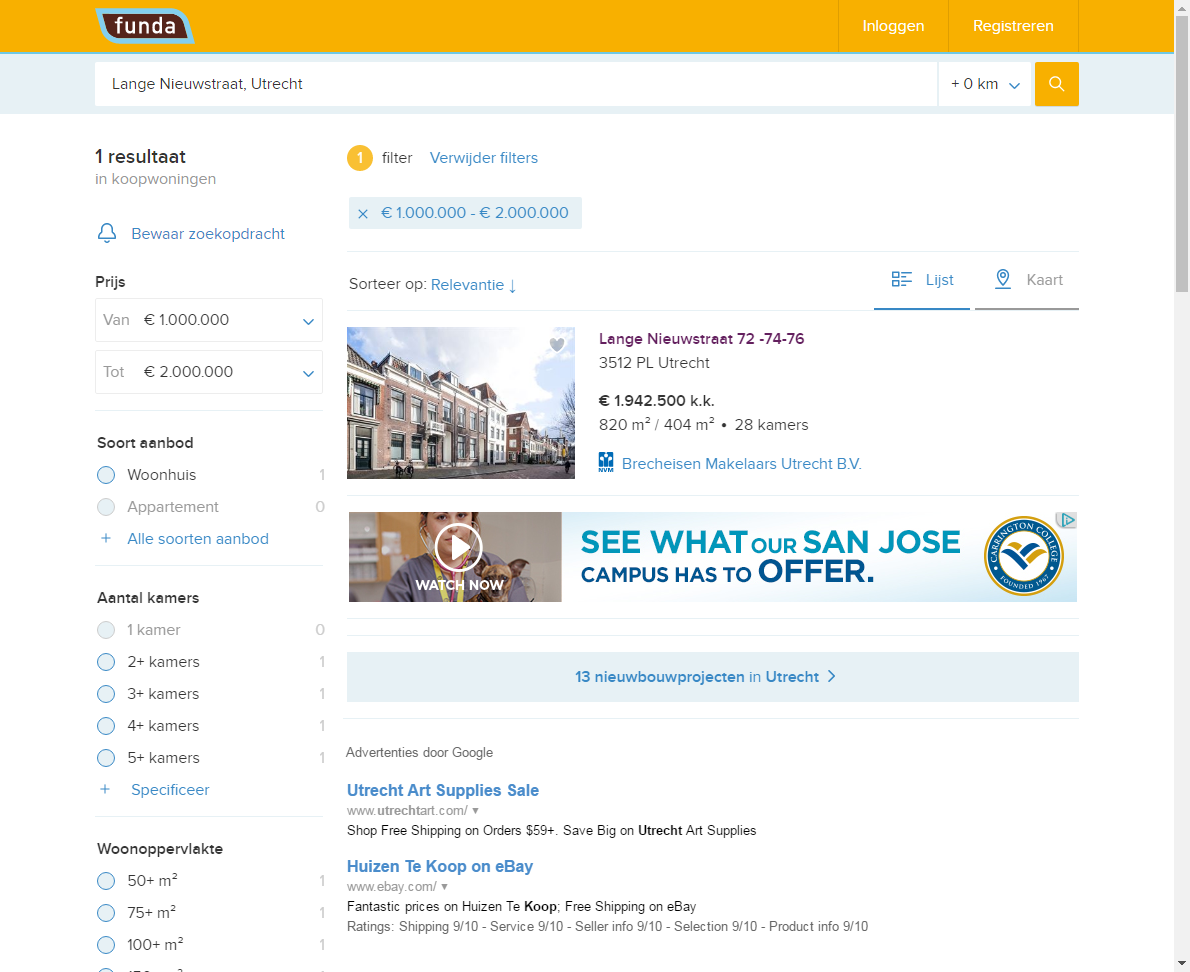 funda
Inloggen
Registreren
Lange Nieuwstraat, Utrecht
+ 0 km
1 resultaat
in koopwoningen
Bewaar zoekopdracht
Prijs
Van € 1.000.000
Tot € 2.000.000
Soort aanbod
Woonhuis 1
Appartement 0
+ Alle soorten aanbod
Aantal kamers
1 kamer 0
2+ kamers 1
3+ kamers 1
4+ kamers 1
5+ kamers 1
+ Specificeer
Woonoppervlakte
50+ m² 1
75+ m² 1
100+ m² 1
1 filter Verwijder filters
× € 1.000.000 - € 2.000.000
Sorteer op: Relevantie ↓
Lijst
Kaart
Lange Nieuwstraat 72 -74-76
3512 PL Utrecht
€ 1.942.500 k.k.
820 m² / 404 m² • 28 kamers
NVM Brecheisen Makelaars Utrecht B.V.
WATCH NOW
SEE WHAT OUR SAN JOSE
CAMPUS HAS TO OFFER.
CARRINGTON COLLEGE
FOUNDED 1967
13 nieuwbouwprojecten in Utrecht >
Advertenties door Google
Utrecht Art Supplies Sale
www.utrechtart.com/ ▼
Shop Free Shipping on Orders $59+. Save Big on Utrecht Art Supplies
Huizen Te Koop on eBay
www.ebay.com/ ▼
Fantastic prices on Huizen Te Koop; Free Shipping on eBay
Ratings: Shipping 9/10 - Service 9/10 - Seller info 9/10 - Selection 9/10 - Product info 9/10